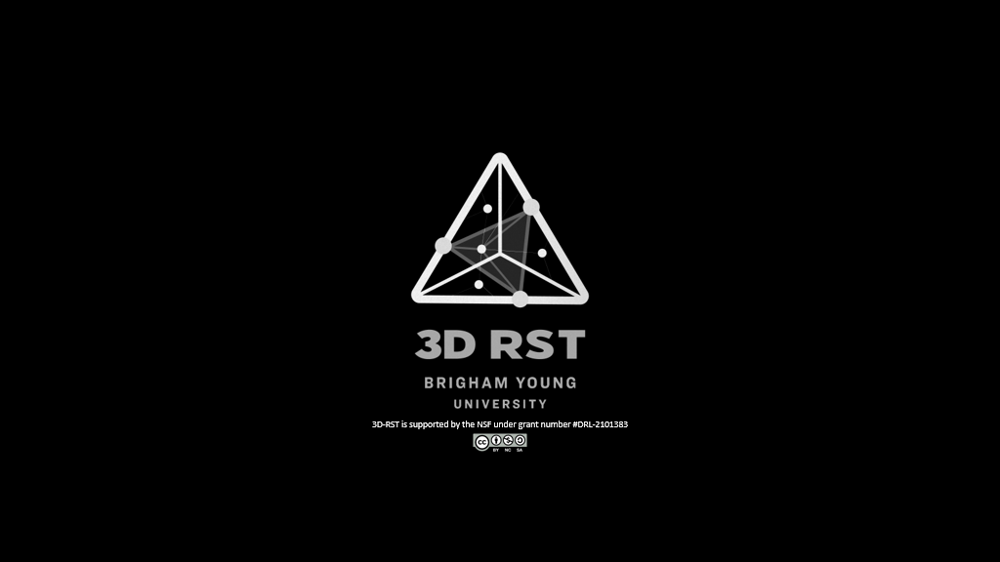 3D RST
BRIGHAM YOUNG
UNIVERSITY
3D-RST is supported by the NSF under grant number #DRL-2101383
cc
BY NC SA